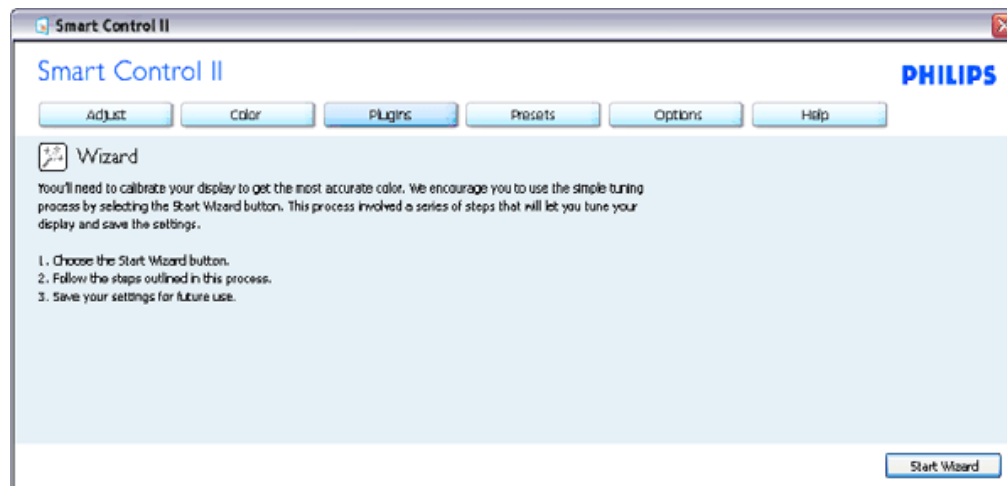 Smart Control II
Smart Control II
PHILIPS
Adjust Color Plugins Presets Options Help
Wizard
Yoou'll need to calibrate your display to get the most accurate color. We encourage you to use the simple tuning
process by selecting the Start Wizard button. This process involved a series of steps that will let you tune your
display and save the settings.
1. Choose the Start Wizard button.
2. Follow the steps outlined in this process.
3. Save your settings for future use.
Start Wizard